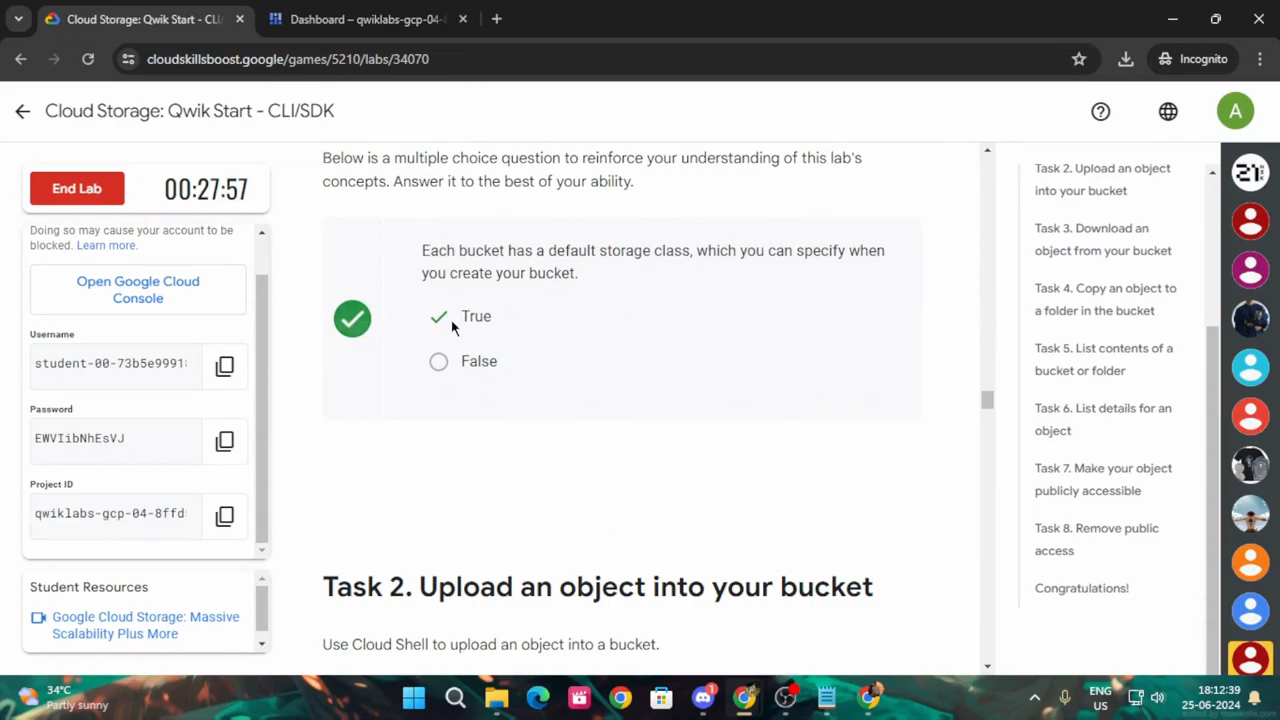 Cloud Storage: Qwik Start - CLI/
Dashboard – qwiklabs-gcp-04-
cloudskillsboost.google/games/5210/labs/34070
Incognito
Cloud Storage: Qwik Start - CLI/SDK
A
End Lab
00:27:57
Doing so may cause your account to be
blocked. Learn more.
Open Google Cloud
Console
Username
student-00-73b5e9991
Password
EWVIibNhEsVJ
Project ID
qwiklabs-gcp-04-8ffd
Student Resources
Google Cloud Storage: Massive
Scalability Plus More
Below is a multiple choice question to reinforce your understanding of this lab's
concepts. Answer it to the best of your ability.
Each bucket has a default storage class, which you can specify when
you create your bucket.
True
False
Task 2. Upload an object into your bucket
Use Cloud Shell to upload an object into a bucket.
Task 2. Upload an object
into your bucket
Task 3. Download an
object from your bucket
Task 4. Copy an object to
a folder in the bucket
Task 5. List contents of a
bucket or folder
Task 6. List details for an
object
Task 7. Make your object
publicly accessible
Task 8. Remove public
access
Congratulations!
21
34°C
Partly sunny
1
ENG
US
18:12:39
25-06-2024